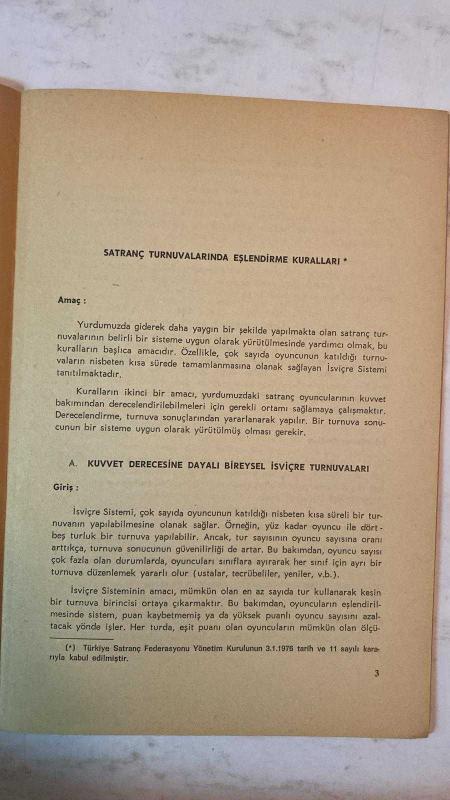 SATRANÇ TURNUVALARINDA EŞLENDİRME KURALLARI *
Amaç :
Yurdumuzda giderek daha yaygın bir şekilde yapılmakta olan satranç tur-
nuvalarının belirli bir sisteme uygun olarak yürütülmesinde yardımcı olmak, bu
kuralların başlıca amacıdır. Özellikle, çok sayıda oyuncunun katıldığı turnu-
vaların nisbeten kısa sürede tamamlanmasına olanak sağlayan İsviçre Sistemi
tanıtılmaktadır.
Kuralların ikinci bir amacı, yurdumuzdaki satranç oyuncularının kuvvet
bakımından derecelendirilebilmeleri için gerekli ortamı sağlamaya çalışmaktır.
Derecelendirme, turnuva sonuçlarından yararlanarak yapılır. Bir turnuva sonu-
cunun bir sisteme uygun olarak yürütülmüş olması gerekir.
A. KUVVET DERECESİNE DAYALI BİREYSEL İSVİÇRE TURNUVALARI
Giriş :
İsviçre Sistemi, çok sayıda oyuncunun katıldığı nisbeten kısa süreli bir tur-
nuvanın yapılabilmesine olanak sağlar. Örneğin, yüz kadar oyuncu ile dört -
beş turluk bir turnuva yapılabilir. Ancak, tur sayısının oyuncu sayısına oranı
arttıkça, turnuva sonucunun güvenilirliği de artar. Bu bakımdan, oyuncu sayısı
çok fazla olan durumlarda, oyuncuları sınıflara ayırarak her sınıf için ayrı bir
turnuva düzenlemek yararlı olur (ustalar, tecrübeliler, yeniler, v.b.).
İsviçre Sisteminin amacı, mümkün olan en az sayıda tur kullanarak kesin
bir turnuva birincisi ortaya çıkarmaktır. Bu bakımdan, oyuncuların eşlendiril-
mesinde sistem, puan kaybetmemiş ya da yüksek puanlı oyuncu sayısını azal-
tacak yönde işler. Her turda, eşit puanı olan oyuncuların mümkün olan ölçü-
(*) Türkiye Satranç Federasyonu Yönetim Kurulunun 3.1.1976 tarih ve 11 sayılı kara-
rıyla kabul edilmiştir.
3